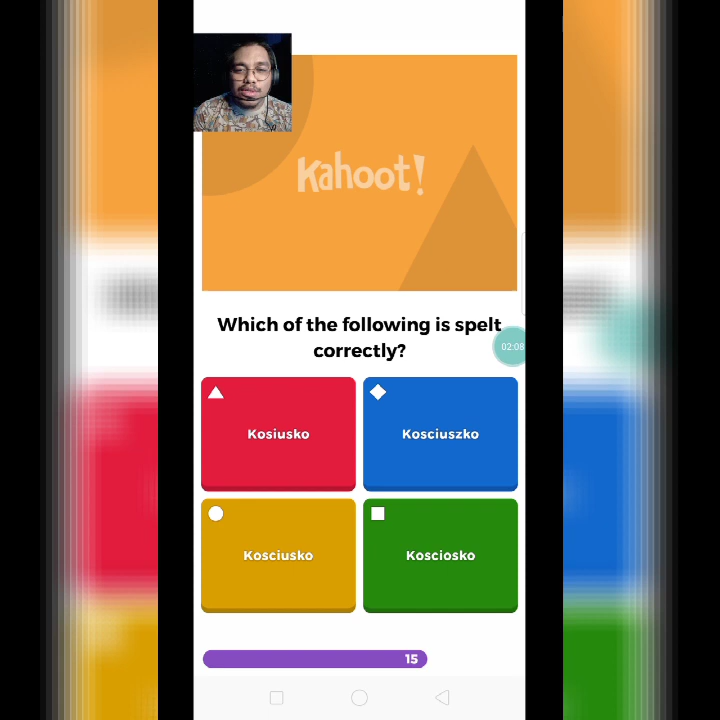 Kahoot!
Which of the following is spelt
correctly?
02:08
Kosiusko
Kosciuszko
Kosciusko
Kosciosko
15